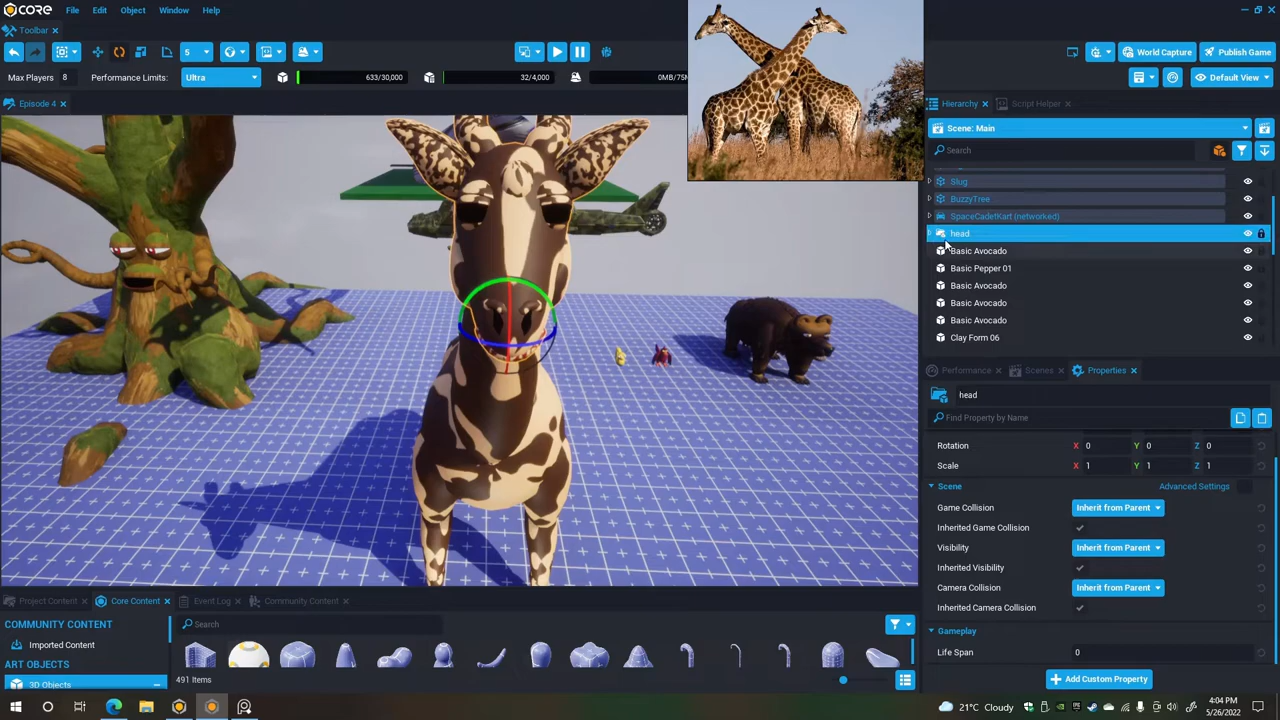 CORE File Edit Object Window Help
Toolbar
5 World Capture Publish Game
Max Players 8 Performance Limits: Ultra 633/30,000 32/4,000 Default View
Episode 4
Hierarchy Script Helper
Scene: Main
Search
Slug
BuzzyTree
SpaceCadetKart (networked)
head
Basic Avocado
Basic Pepper 01
Basic Avocado
Basic Avocado
Basic Avocado
Clay Form 06
Performance Scenes Properties
head
Find Property by Name
Rotation X 0 Y 0 Z 0
Scale X 1 Y 1 Z 1
Scene Advanced Settings
Game Collision Inherit from Parent
Inherited Game Collision
Visibility Inherit from Parent
Inherited Visibility
Camera Collision Inherit from Parent
Inherited Camera Collision
Gameplay
Life Span 0
Add Custom Property
Project Content Core Content Event Log Community Content
COMMUNITY CONTENT Search
Imported Content
ART OBJECTS
3D Objects
491 Items
21°C Cloudy 4:04 PM
5/26/2022